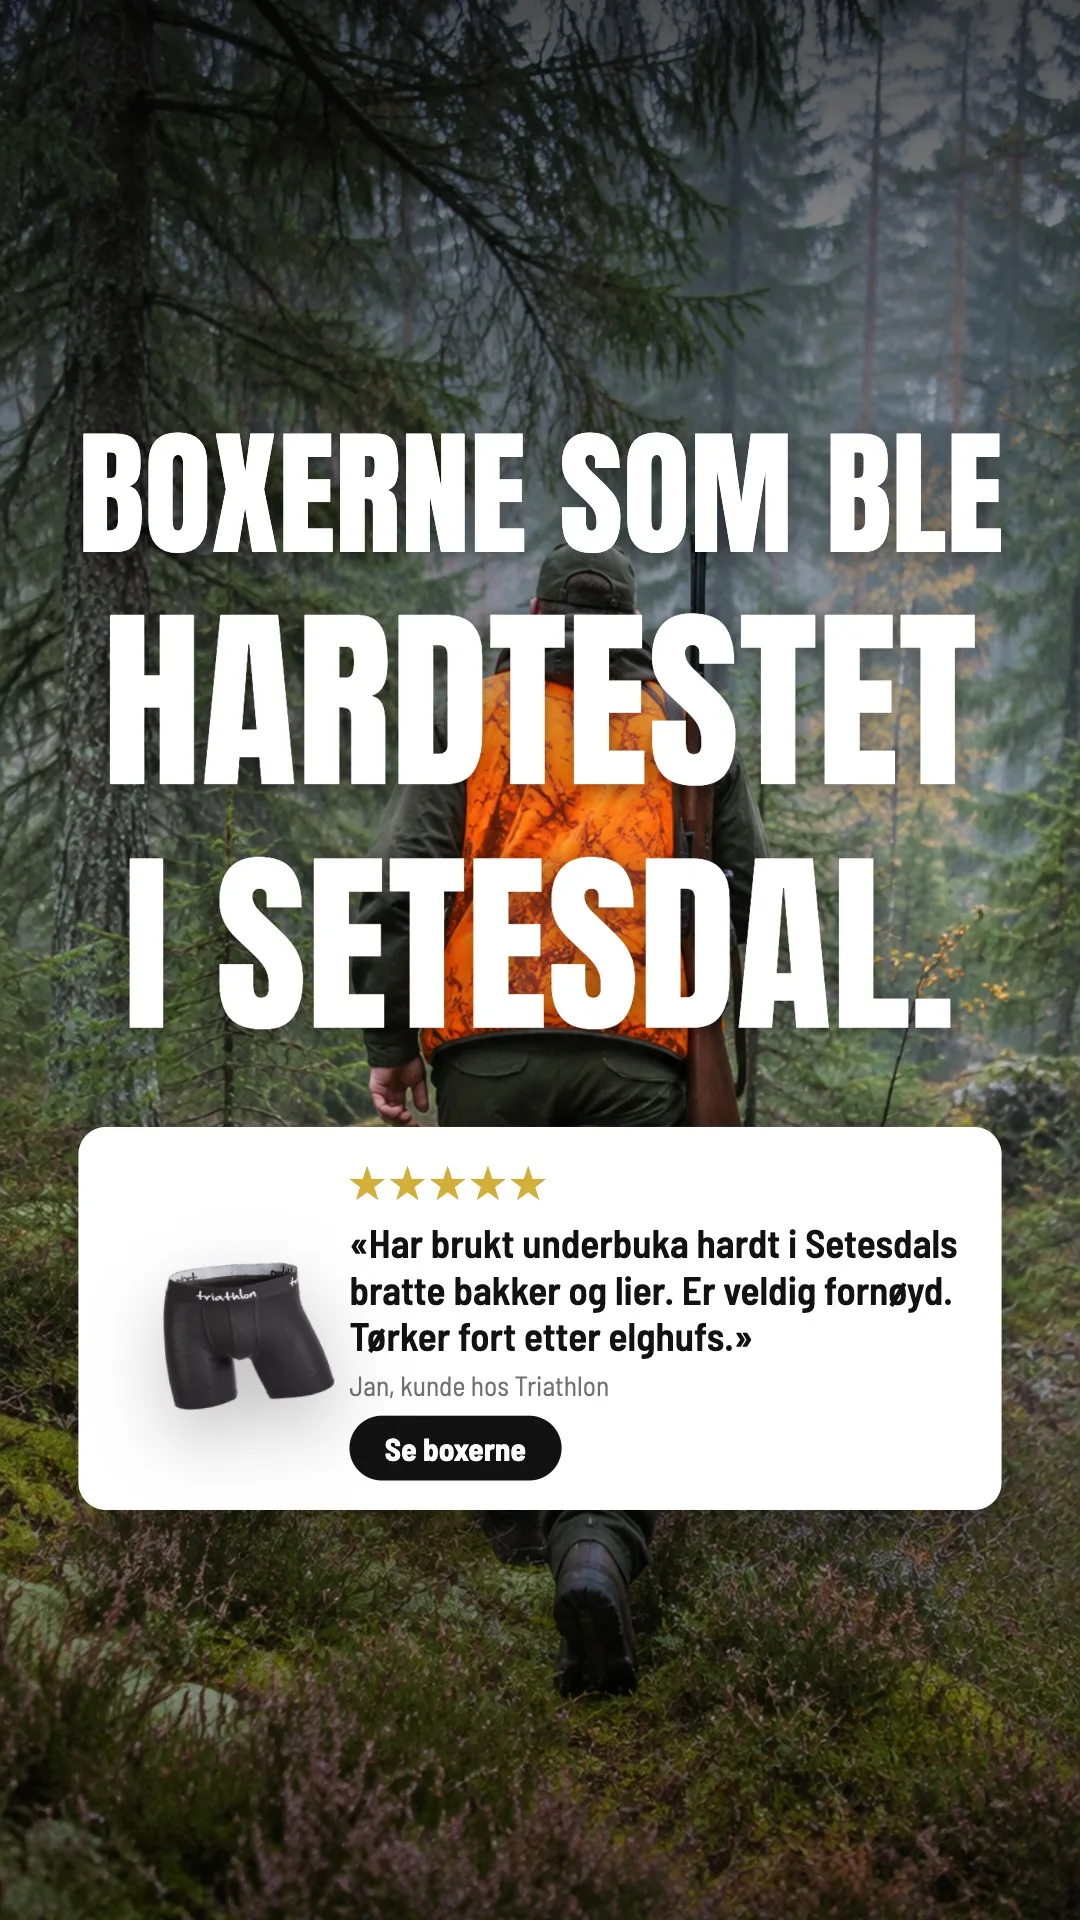 BOXERNE SOM BLE
HARDTESTET
I SETESDAL.
★★★★★
«Har brukt underbuka hardt i Setesdals
bratte bakker og lier. Er veldig fornøyd.
Tørker fort etter elghufs.»
triathlon
Jan, kunde hos Triathlon
Se boxerne